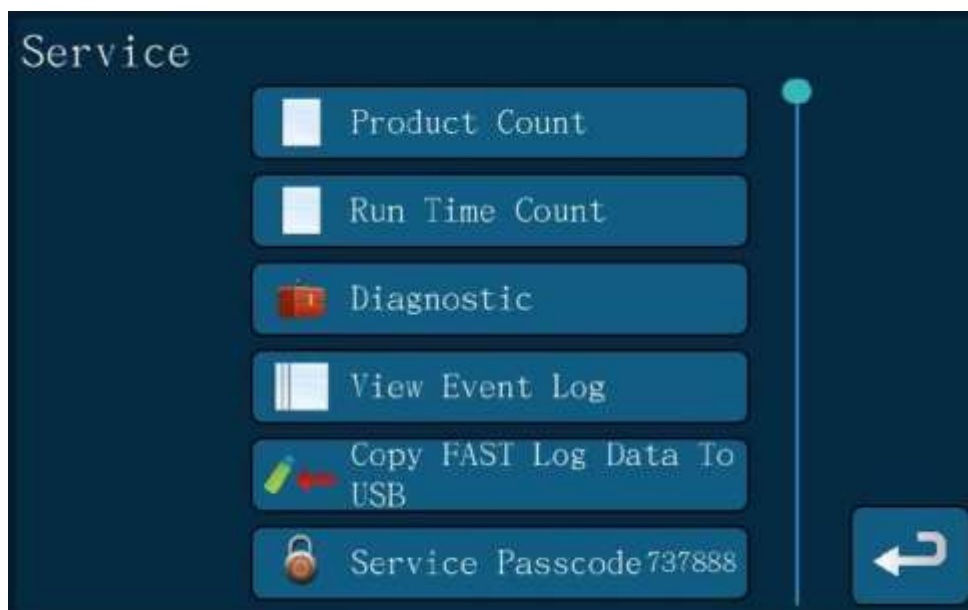 Service
Product Count
Run Time Count
Diagnostic
View Event Log
Copy FAST Log Data To
USB
Service Passcode 737888